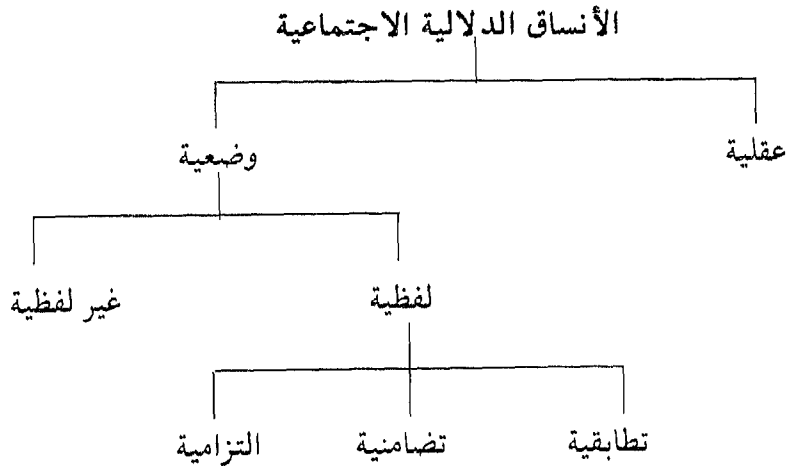 الأنساق الدلالية الاجتماعية
عقلية
وضعية
لفظية
غير لفظية
تطابقية
تضامنية
التزامية